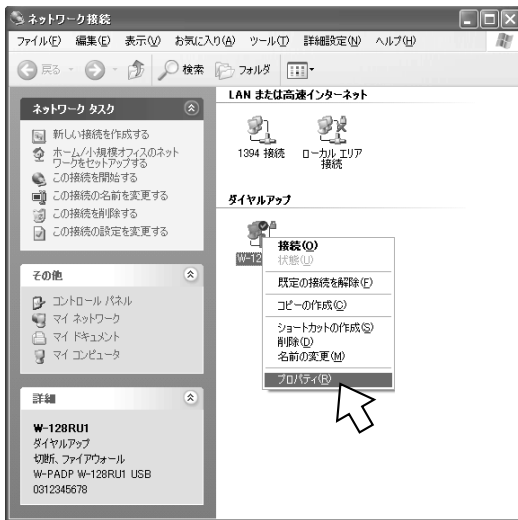 ネットワーク接続
ファイル(F) 編集(E) 表示(V) お気に入り(A) ツール(T) 詳細設定(N) ヘルプ(H)
戻る 検索 フォルダ
ネットワーク タスク
新しい接続を作成する
ホーム/小規模オフィスのネット
ワークをセットアップする
この接続を開始する
この接続の名前を変更する
この接続を削除する
この接続の設定を変更する
その他
コントロール パネル
マイ ネットワーク
マイ ドキュメント
マイ コンピュータ
詳細
W-128RU1
ダイヤルアップ
切断、ファイアウォール
W-PADP W-128RU1 USB
0312345678
LAN または高速インターネット
1394 接続
ローカル エリア
接続
ダイヤルアップ
W-12
接続(O)
状態(U)
既定の接続を解除(F)
コピーの作成(C)
ショートカットの作成(S)
削除(D)
名前の変更(M)
プロパティ(R)